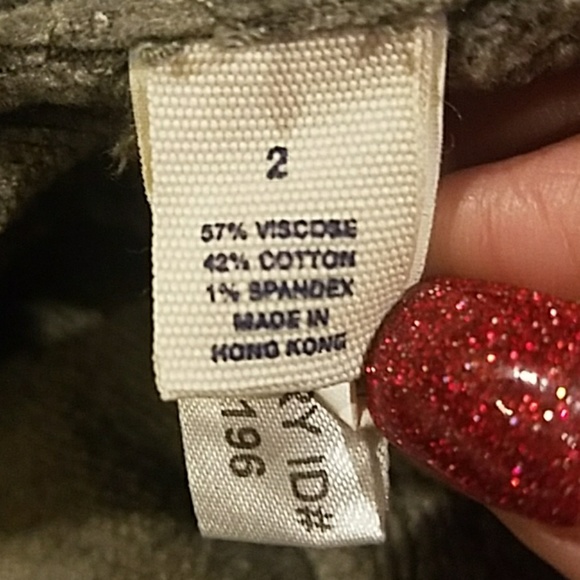 2
57% VISCOSE
42% COTTON
1% SPANDEX
MADE IN
HONG KONG
RY ID#
196